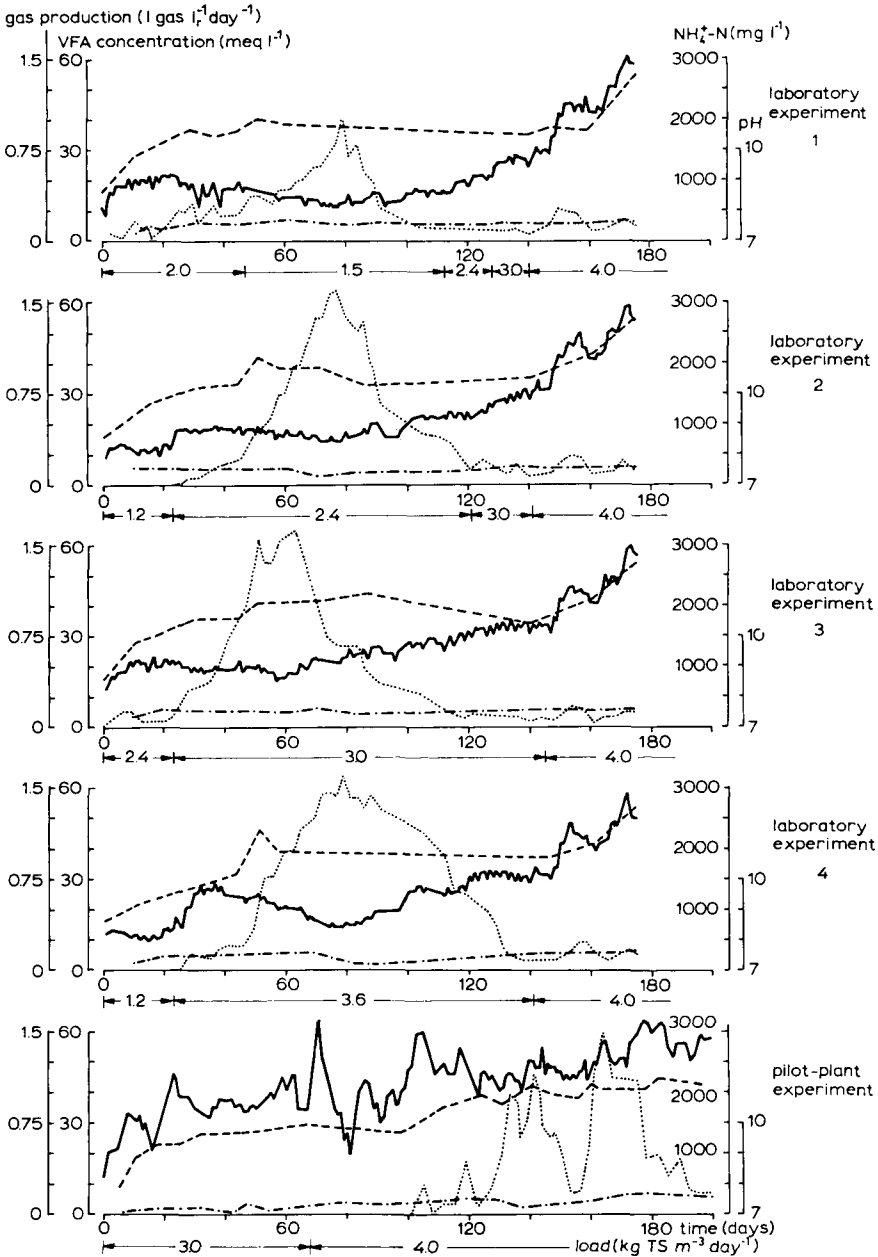 gas production (l gas lᵣ⁻¹ day⁻¹)
VFA concentration (meq l⁻¹)
NH₄⁺-N (mg l⁻¹)
1.5 60 3000
laboratory
experiment
1
2000 pH
0.75 30 10
1000
0 0 7
0 60 120 180
2.0 1.5 2.4 3.0 4.0
1.5 60 3000
laboratory
experiment
2
2000
0.75 30 10
1000
0 0 7
0 60 120 180
1.2 2.4 3.0 4.0
1.5 60 3000
laboratory
experiment
3
2000
0.75 30 10
1000
0 0 7
0 60 120 180
2.4 3.0 4.0
1.5 60 3000
laboratory
experiment
4
2000
0.75 30 10
1000
0 0 7
0 60 120 180
1.2 3.6 4.0
1.5 60 3000
pilot-plant
experiment
2000
0.75 30 10
1000
0 0 7
0 60 120 180 time (days)
3.0 4.0 load (kg TS m⁻³ day⁻¹)